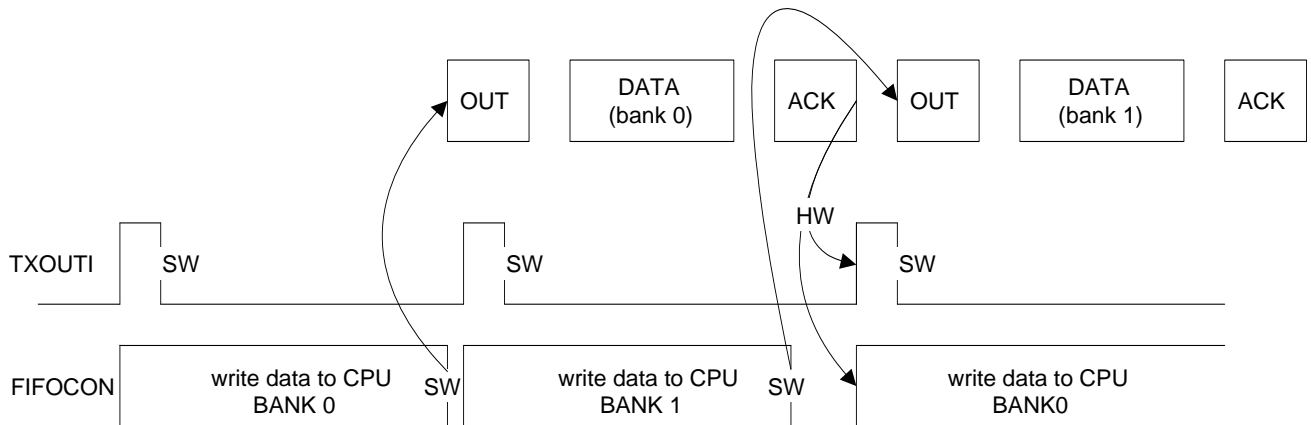 OUT
DATA
(bank 0)
ACK
OUT
DATA
(bank 1)
ACK
HW
TXOUTI
SW
SW
SW
FIFOCON
write data to CPU
BANK 0
SW
write data to CPU
BANK 1
SW
write data to CPU
BANK0